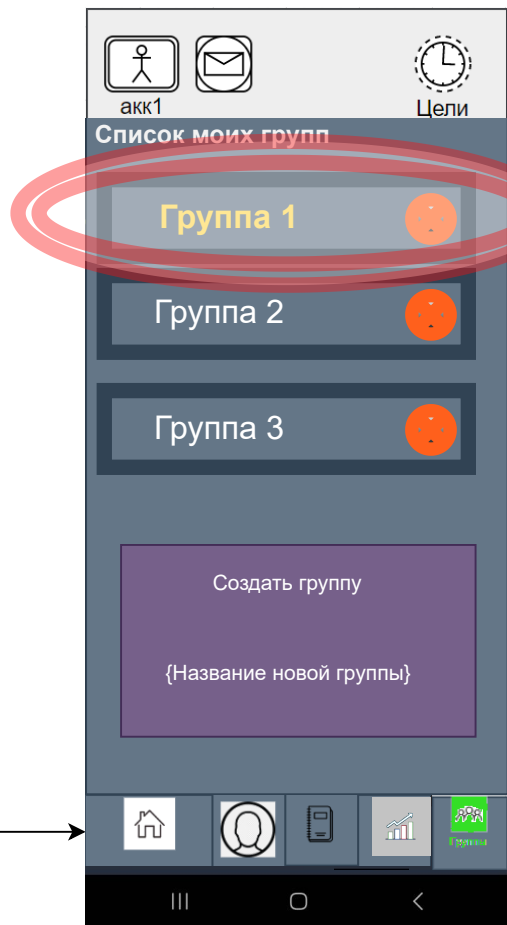 акк1
Цели
Список моих групп
Группа 1
Группа 2
Группа 3
Создать группу
{Название новой группы}
Группы